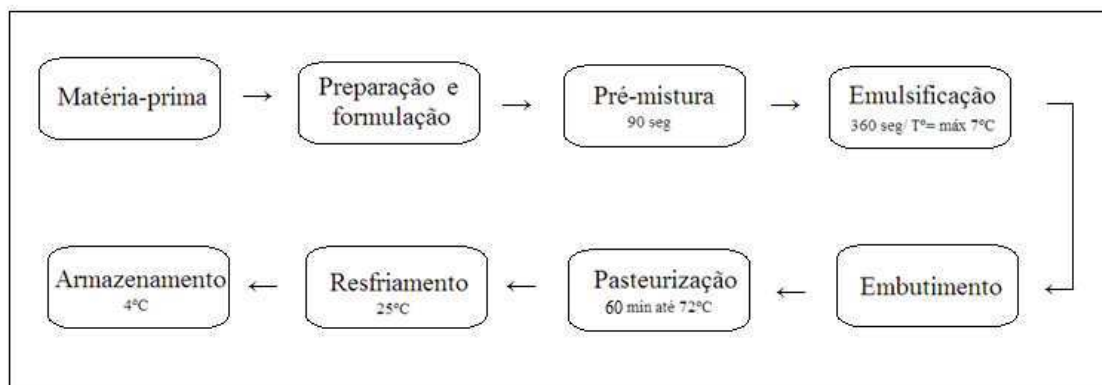 Matéria-prima
Preparação e
formulação
Pré-mistura
90 seg
Emulsificação
360 seg/ Tº= máx 7ºC
Embutimento
Pasteurização
60 min até 72ºC
Resfriamento
25ºC
Armazenamento
4ºC